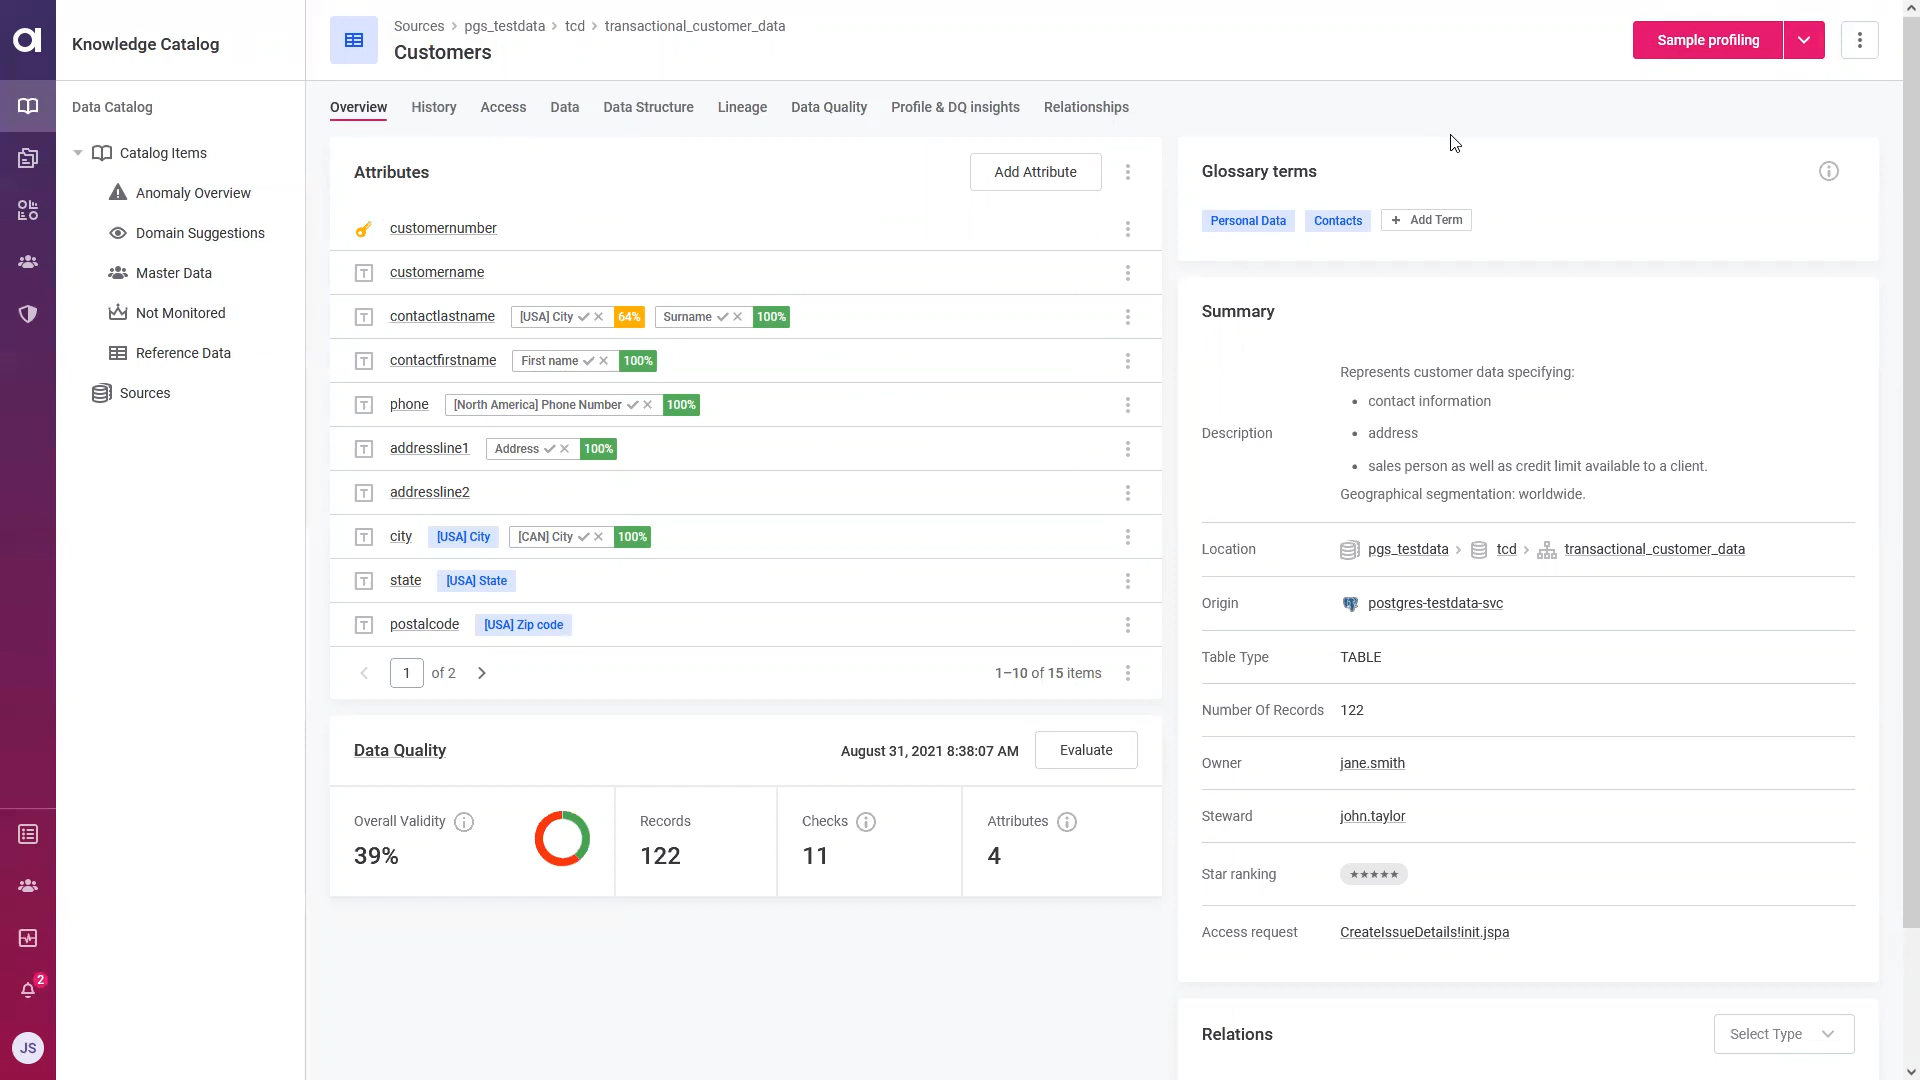 Knowledge Catalog
Data Catalog
Catalog Items
Anomaly Overview
Domain Suggestions
Master Data
Not Monitored
Reference Data
Sources
2
JS
Sources > pgs_testdata > tcd > transactional_customer_data
Customers
Sample profiling
Overview History Access Data Data Structure Lineage Data Quality Profile & DQ insights Relationships
Attributes
Add Attribute
customernumber
T customername
T contactlastname [USA] City 64% Surname 100%
T contactfirstname First name 100%
T phone [North America] Phone Number 100%
T addressline1 Address 100%
T addressline2
T city [USA] City [CAN] City 100%
T state [USA] State
T postalcode [USA] Zip code
1 of 2
1–10 of 15 items
Data Quality
August 31, 2021 8:38:07 AM
Evaluate
Overall Validity
39%
Records
122
Checks
11
Attributes
4
Glossary terms
Personal Data Contacts + Add Term
Summary
Description
Represents customer data specifying:
• contact information
• address
• sales person as well as credit limit available to a client.
Geographical segmentation: worldwide.
Location pgs_testdata > tcd > transactional_customer_data
Origin postgres-testdata-svc
Table Type TABLE
Number Of Records 122
Owner jane.smith
Steward john.taylor
Star ranking ★★★★★
Access request CreateIssueDetails!init.jspa
Relations
Select Type